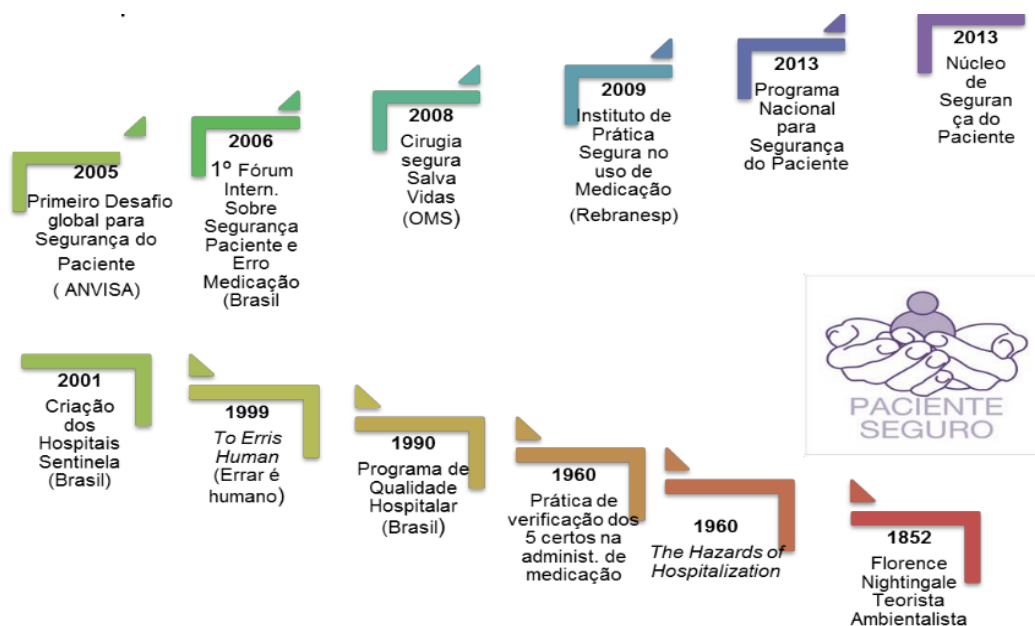 2005
Primeiro Desafio
global para
Segurança do
Paciente
( ANVISA)
2006
1º Fórum
Intern.
Sobre
Segurança
Paciente e
Erro
Medicação
(Brasil
2008
Cirugia
segura
Salva
Vidas
(OMS)
2009
Instituto de
Prática
Segura no
uso de
Medicação
(Rebranesp)
2013
Programa
Nacional
para
Segurança
do Paciente
2013
Núcleo
de
Seguran
ça do
Paciente
PACIENTE
SEGURO
2001
Criação
dos
Hospitais
Sentinela
(Brasil)
1999
To Erris
Human
(Errar é
humano)
1990
Programa de
Qualidade
Hospitalar
(Brasil)
1960
Prática de
verificação dos
5 certos na
administ. de
medicação
1960
The Hazards of
Hospitalization
1852
Florence
Nightingale
Teorista
Ambientalista